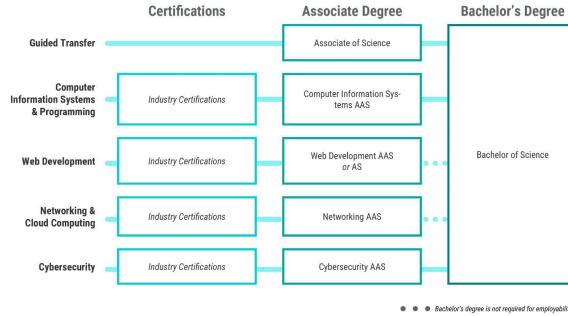 Certifications
Associate Degree
Bachelor's Degree
Guided Transfer
Associate of Science
Computer
Information Systems
& Programming
Industry Certifications
Computer Information Sys-
tems AAS
Web Development
Industry Certifications
Web Development AAS
or AS
Bachelor of Science
Networking &
Cloud Computing
Industry Certifications
Networking AAS
Cybersecurity
Industry Certifications
Cybersecurity AAS
Bachelor's degree is not required for